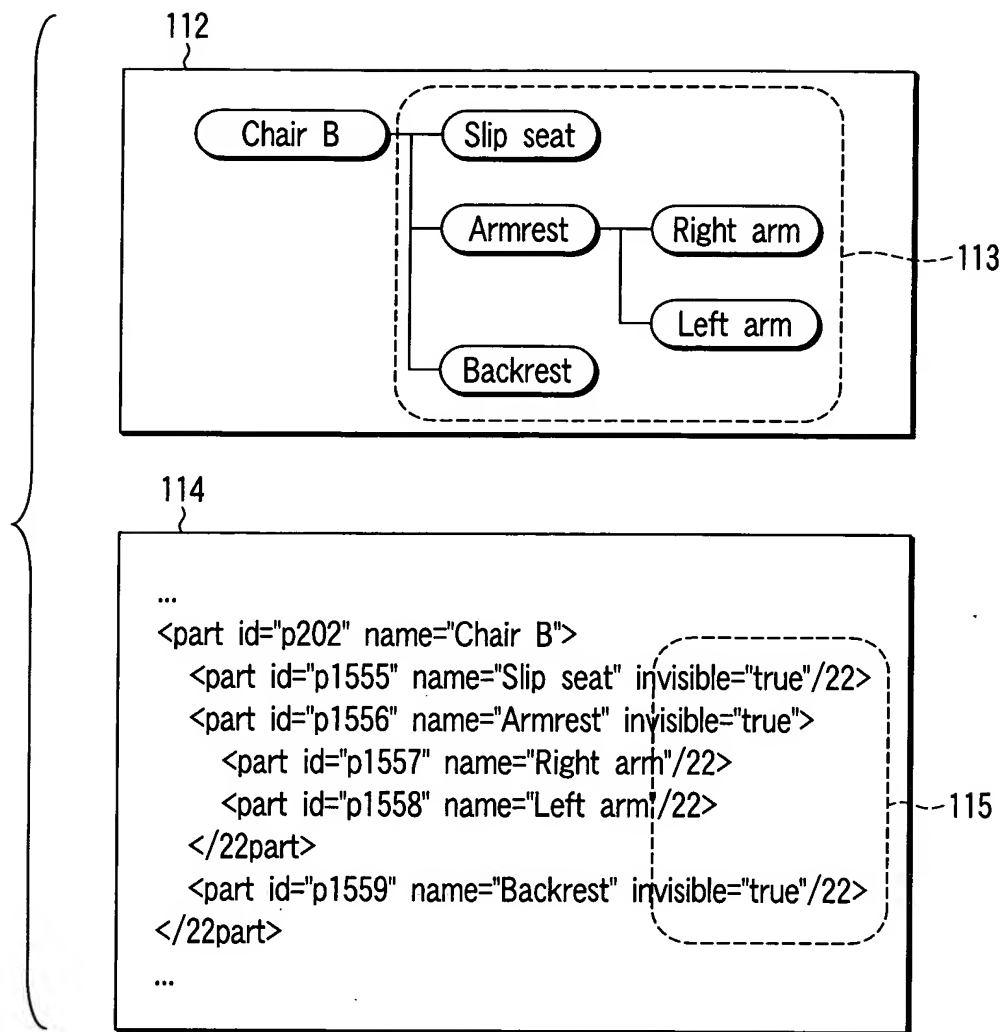 112
Chair B
Slip seat
Armrest
Right arm
113
Left arm
Backrest
114
...
<part id="p202" name="Chair B">
<part id="p1555" name="Slip seat" invisible="true"/22>
<part id="p1556" name="Armrest" invisible="true">
<part id="p1557" name="Right arm"/22>
<part id="p1558" name="Left arm"/22>
115
</22part>
<part id="p1559" name="Backrest" invisible="true"/22>
</22part>
...